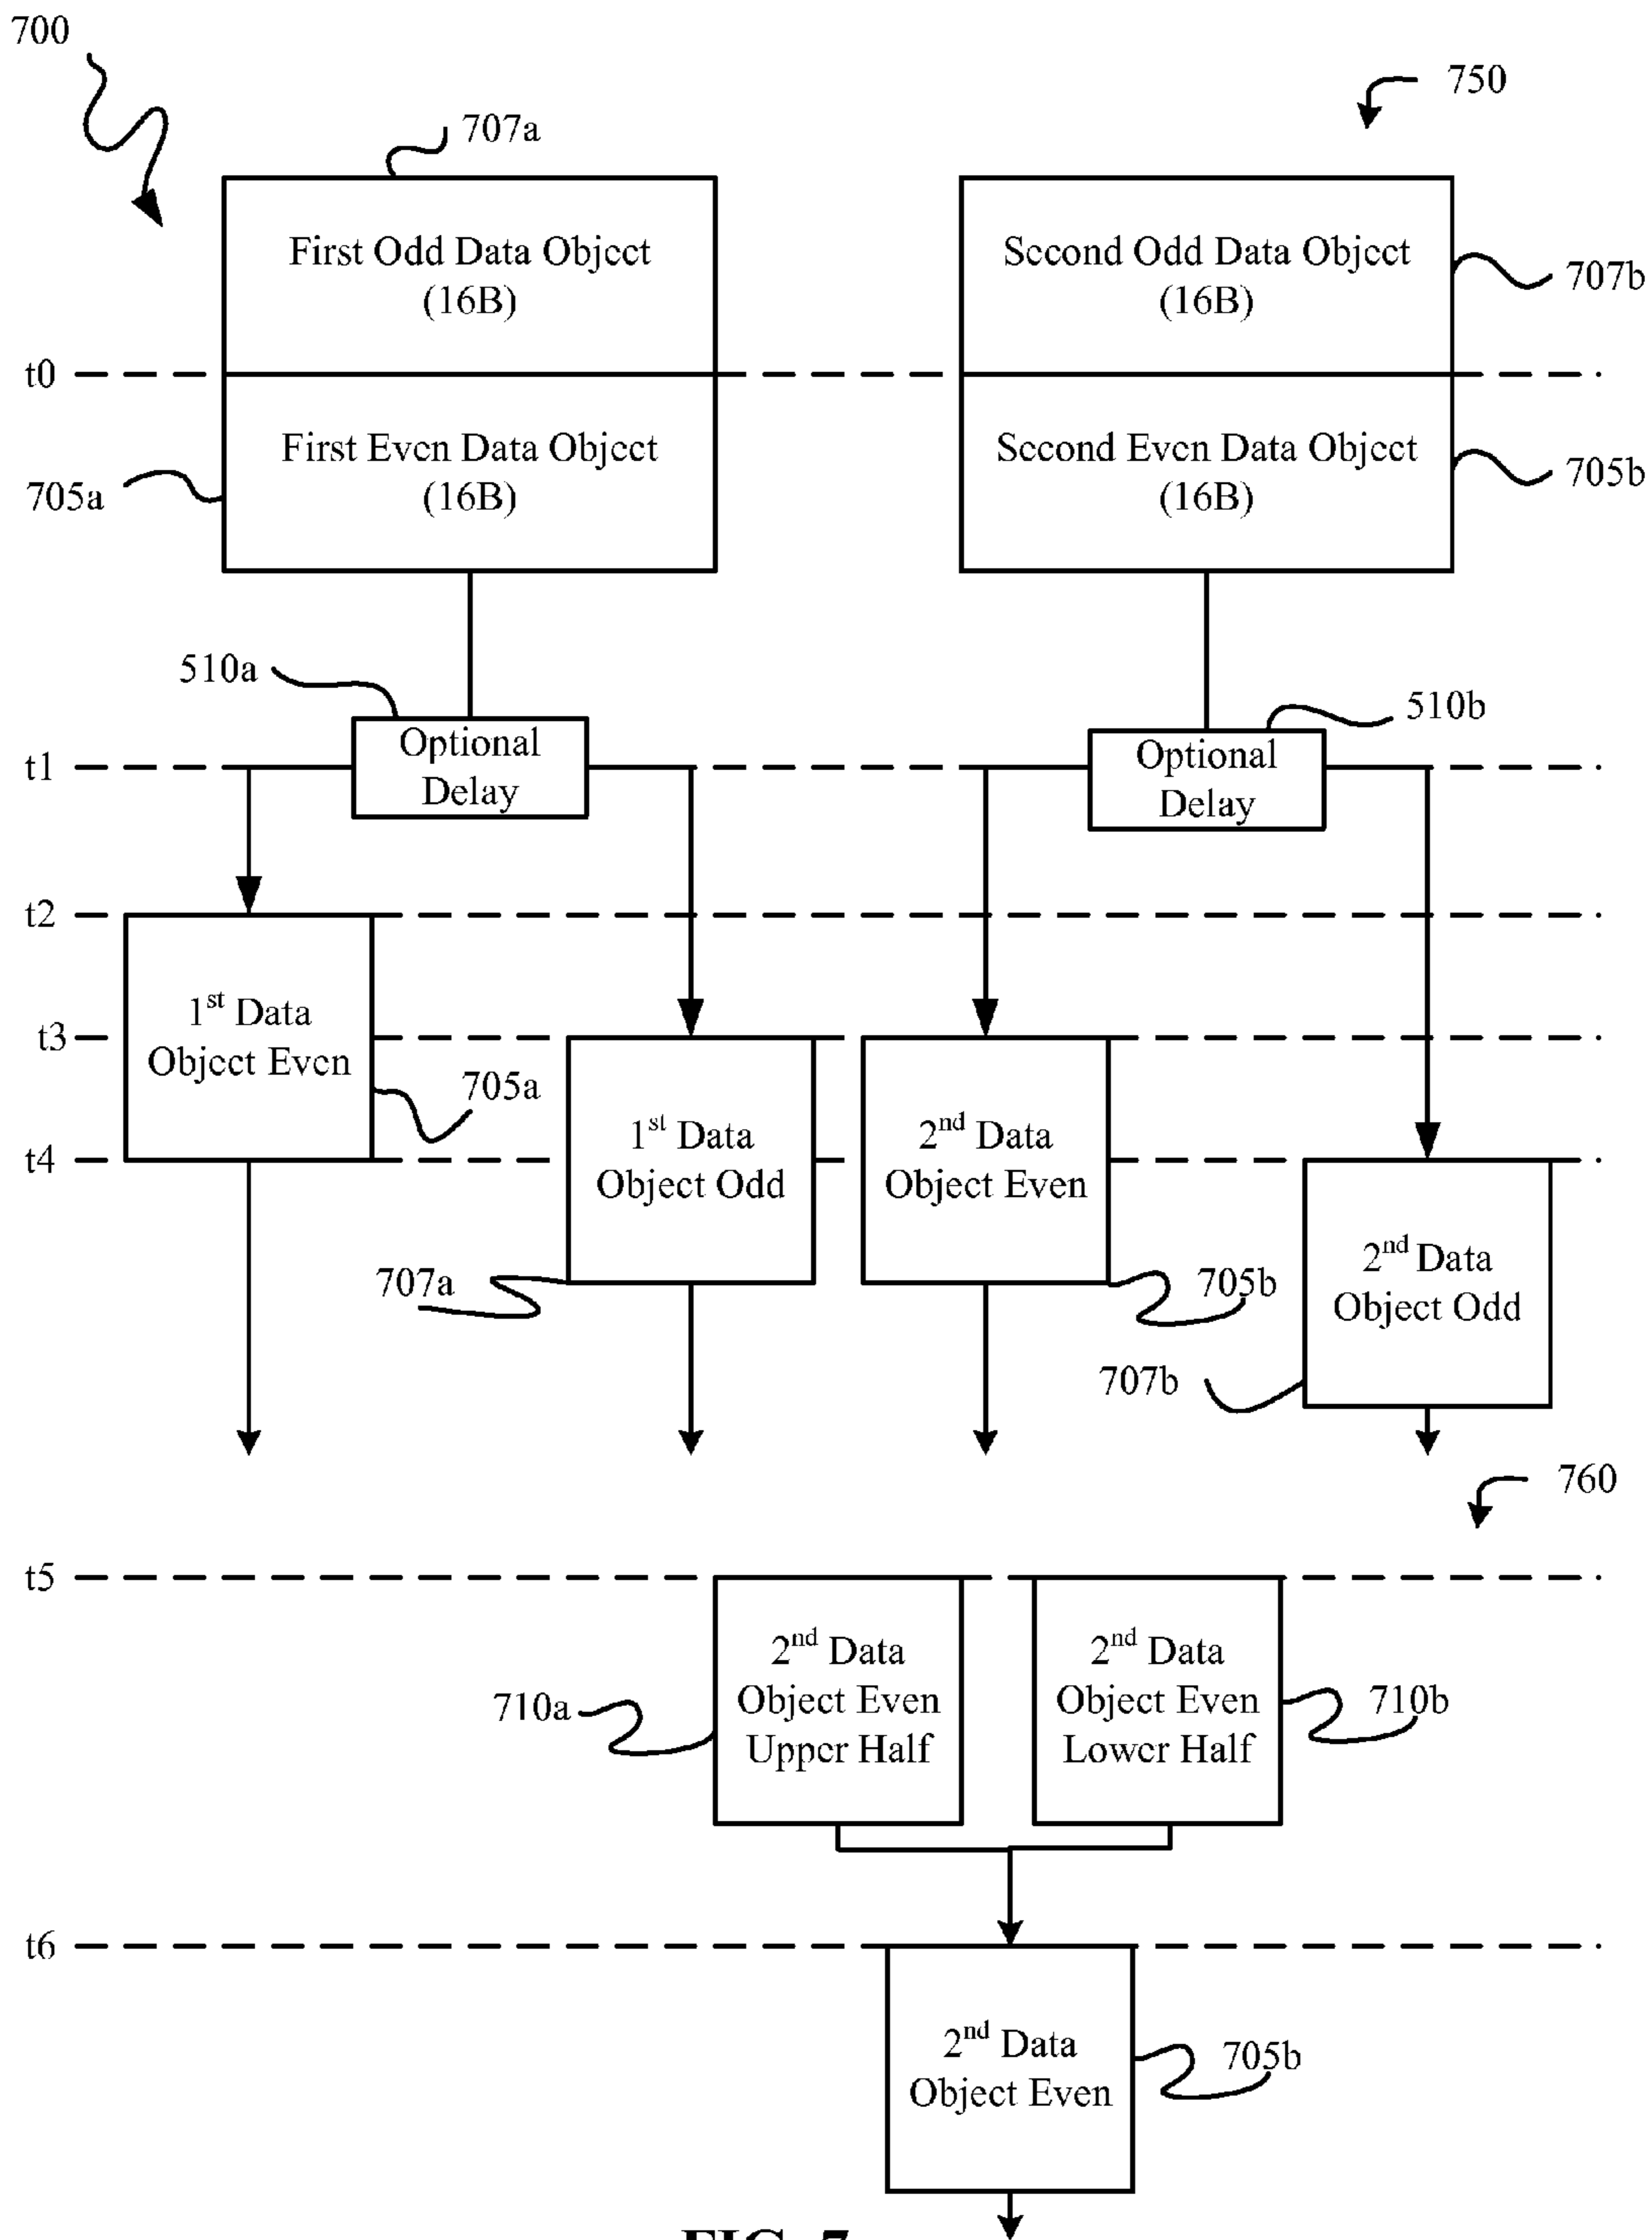 700
750
707a
First Odd Data Object
(16B)
Second Odd Data Object
(16B)
707b
t0
First Even Data Object
(16B)
705a
Second Even Data Object
(16B)
705b
510a
Optional
Delay
510b
Optional
Delay
t1
t2
1st Data
Object Even
t3
705a
1st Data
Object Odd
2nd Data
Object Even
t4
707a
705b
2nd Data
Object Odd
707b
760
t5
2nd Data
Object Even
Upper Half
710a
2nd Data
Object Even
Lower Half
710b
t6
2nd Data
Object Even
705b
FIG. 7